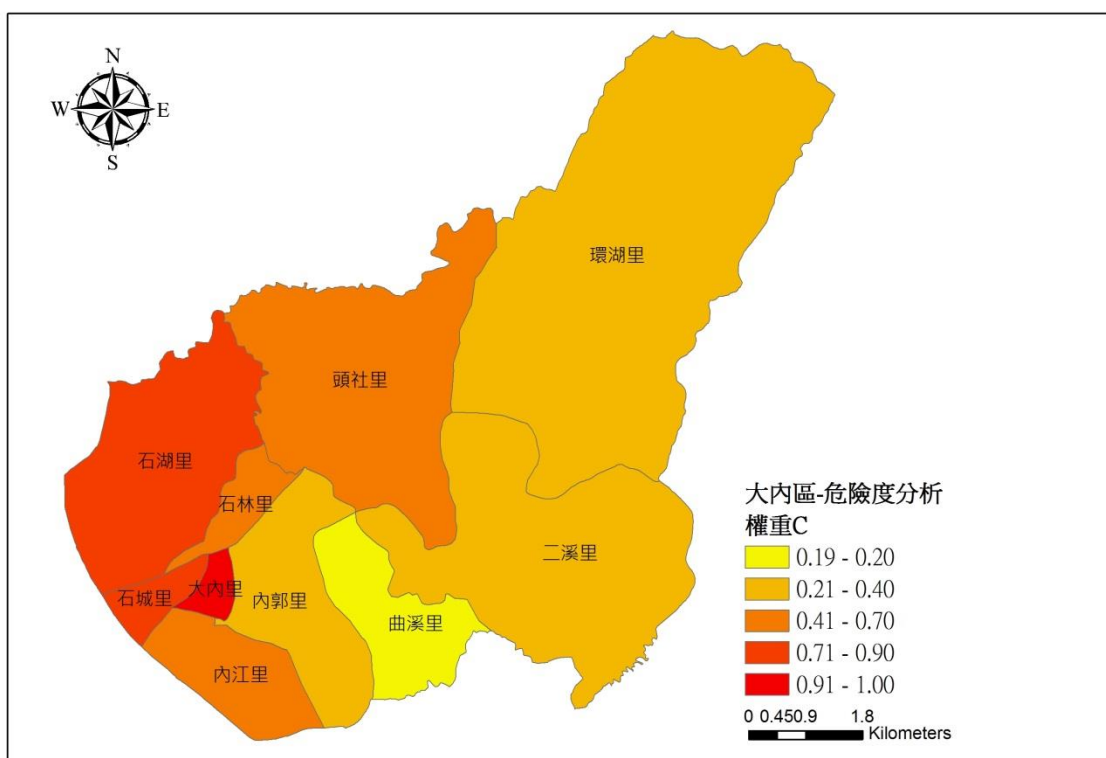 N
W
E
S
環湖里
頭社里
石湖里
石林里
二溪里
大內里
石城里
內郭里
曲溪里
內江里
大內區-危險度分析
權重C
0.19 - 0.20
0.21 - 0.40
0.41 - 0.70
0.71 - 0.90
0.91 - 1.00
0 0.450.9 1.8
Kilometers